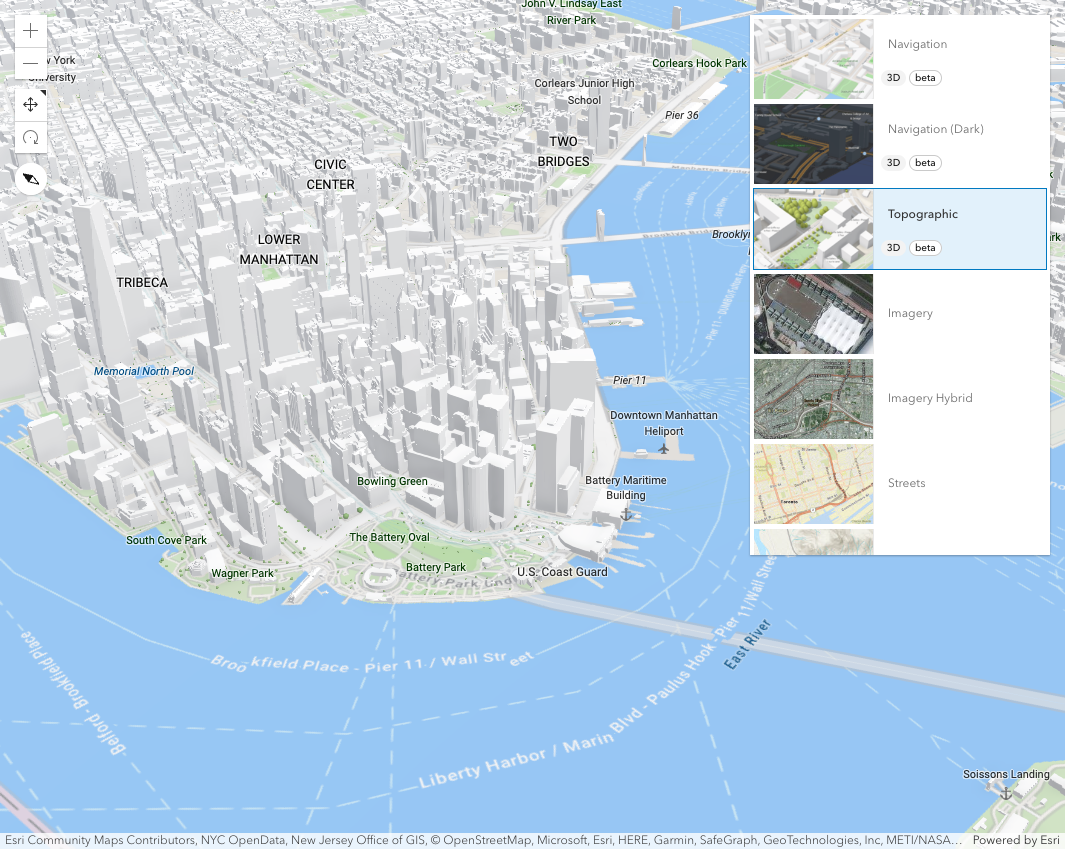 John V. Lindsay East
River Park
York
University
Corlears Hook Park
Corlears Junior High
School
Pier 36
TWO
BRIDGES
CIVIC
CENTER
LOWER
MANHATTAN
TRIBECA
Memorial North Pool
Pier 11
Downtown Manhattan
Heliport
Battery Maritime
Building
Bowling Green
The Battery Oval
South Cove Park
Wagner Park
Battery Park
U.S. Coast Guard
Brookfield Place - Pier 11 / Wall Street
Belford - Brookfield Place
Liberty Harbor / Marin Blvd - Paulus Hook - Pier 11/Wall Stree
East River
Soissons Landing
Navigation
3D beta
Navigation (Dark)
3D beta
Topographic
3D beta
Imagery
Imagery Hybrid
Streets
Esri Community Maps Contributors, NYC OpenData, New Jersey Office of GIS, © OpenStreetMap, Microsoft, Esri, HERE, Garmin, SafeGraph, GeoTechnologies, Inc, METI/NASA… Powered by Esri